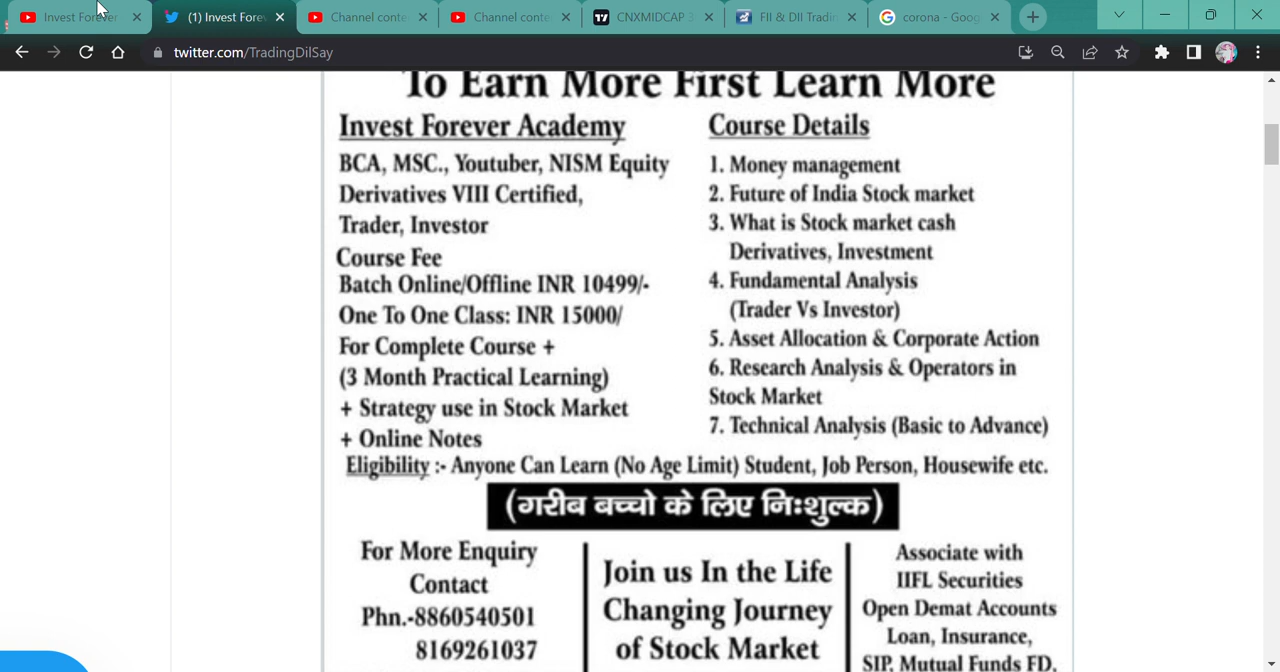 Invest Forever
(1) Invest Forev
Channel conte
Channel conte
CNXMIDCAP 3
FII & DII Tradin
corona - Goog
twitter.com/TradingDilSay
To Earn More First Learn More
Invest Forever Academy
BCA, MSC., Youtuber, NISM Equity
Derivatives VIII Certified,
Trader, Investor
Course Fee
Batch Online/Offline INR 10499/-
One To One Class: INR 15000/
For Complete Course +
(3 Month Practical Learning)
+ Strategy use in Stock Market
+ Online Notes
Course Details
1. Money management
2. Future of India Stock market
3. What is Stock market cash
Derivatives, Investment
4. Fundamental Analysis
(Trader Vs Investor)
5. Asset Allocation & Corporate Action
6. Research Analysis & Operators in
Stock Market
7. Technical Analysis (Basic to Advance)
Eligibility :- Anyone Can Learn (No Age Limit) Student, Job Person, Housewife etc.
(गरीब बच्चो के लिए निःशुल्क)
For More Enquiry
Contact
Phn.-8860540501
8169261037
Join us In the Life
Changing Journey
of Stock Market
Associate with
IIFL Securities
Open Demat Accounts
Loan, Insurance,
SIP, Mutual Funds FD,